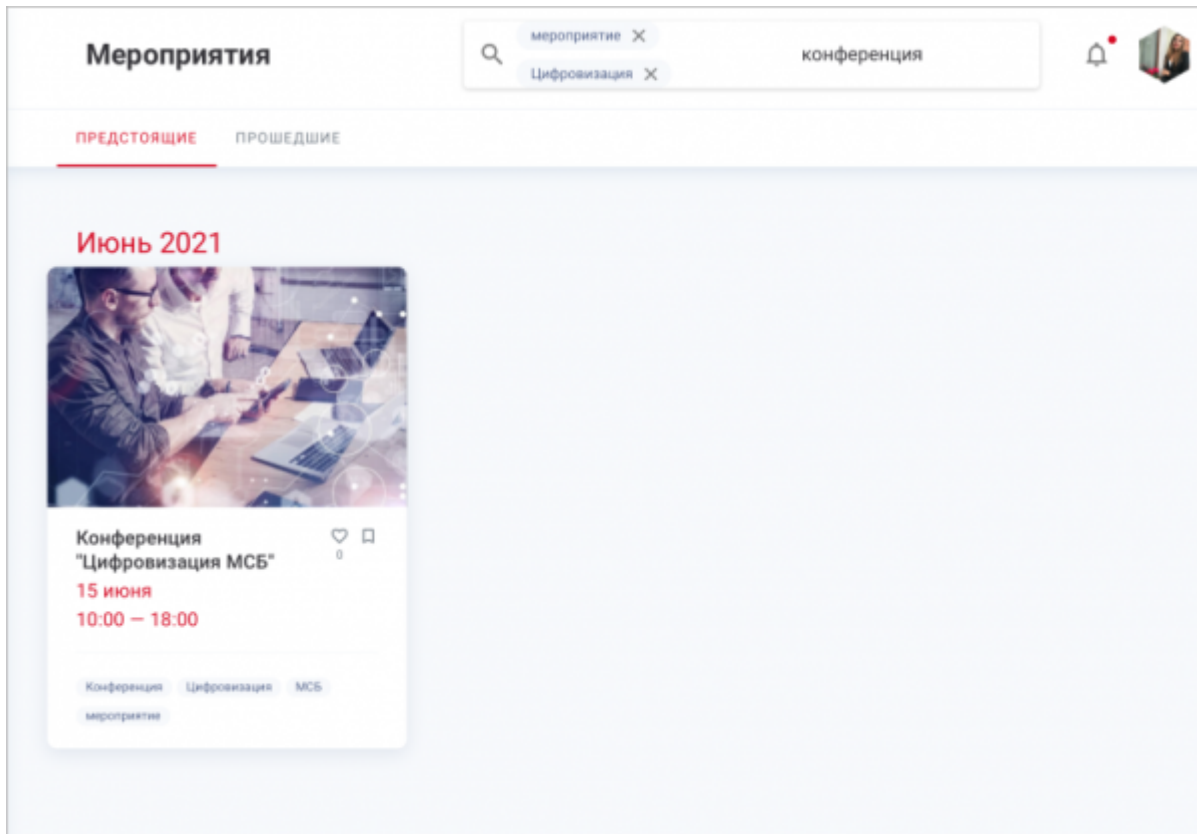 Мероприятия
мероприятие
Цифровизация
конференция
ПРЕДСТОЯЩИЕ ПРОШЕДШИЕ
Июнь 2021
Конференция
"Цифровизация МСБ"
0
15 июня
10:00 — 18:00
Конференция Цифровизация МСБ
мероприятие